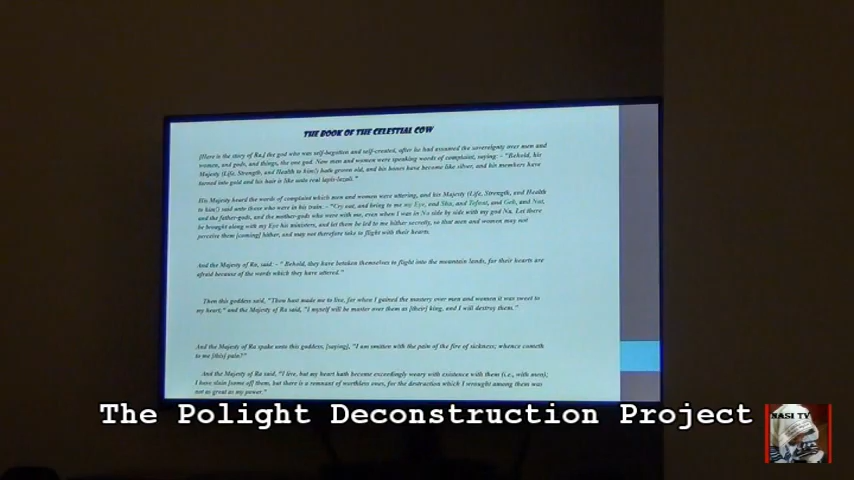 THE BOOK OF THE CELESTIAL COW
[Here is the story of Ra,] the god who was self-begotten and self-created, after he had assumed the sovereignty over men and
women, and gods, and things, the one god. Now men and women were speaking words of complaint, saying: - "Behold, his
Majesty (Life, Strength, and Health to him!) hath grown old, and his bones have become like silver, and his members have
turned into gold and his hair is like unto real lapis-lazuli."
His Majesty heard the words of complaint which men and women were uttering, and his Majesty (Life, Strength, and Health
to him!) said unto those who were in his train: - "Cry out, and bring to me my Eye, and Shu, and Tefnut, and Geb, and Nut,
and the father-gods, and the mother-gods who were with me, even when I was in Nu side by side with my god Nu. Let there
be brought along with my Eye his ministers, and let them be led to me hither secretly, so that men and women may not
perceive them [coming] hither, and may not therefore take to flight with their hearts.
And the Majesty of Ra, said: - " Behold, they have betaken themselves to flight into the mountain lands, for their hearts are
afraid because of the words which they have uttered."
Then this goddess said, "Thou hast made me to live, for when I gained the mastery over men and women it was sweet to
my heart;" and the Majesty of Ra said, "I myself will be master over them as [their] king, and I will destroy them."
And the Majesty of Ra spake unto this goddess, [saying], "I am smitten with the pain of the fire of sickness; whence cometh
to me [this] pain?"
And the Majesty of Ra said, "I live, but my heart hath become exceedingly weary with existence with them (i.e., with men);
I have slain [some of] them, but there is a remnant of worthless ones, for the destruction which I wrought among them was
not as great as my power."
The Polight Deconstruction Project
NASI TV